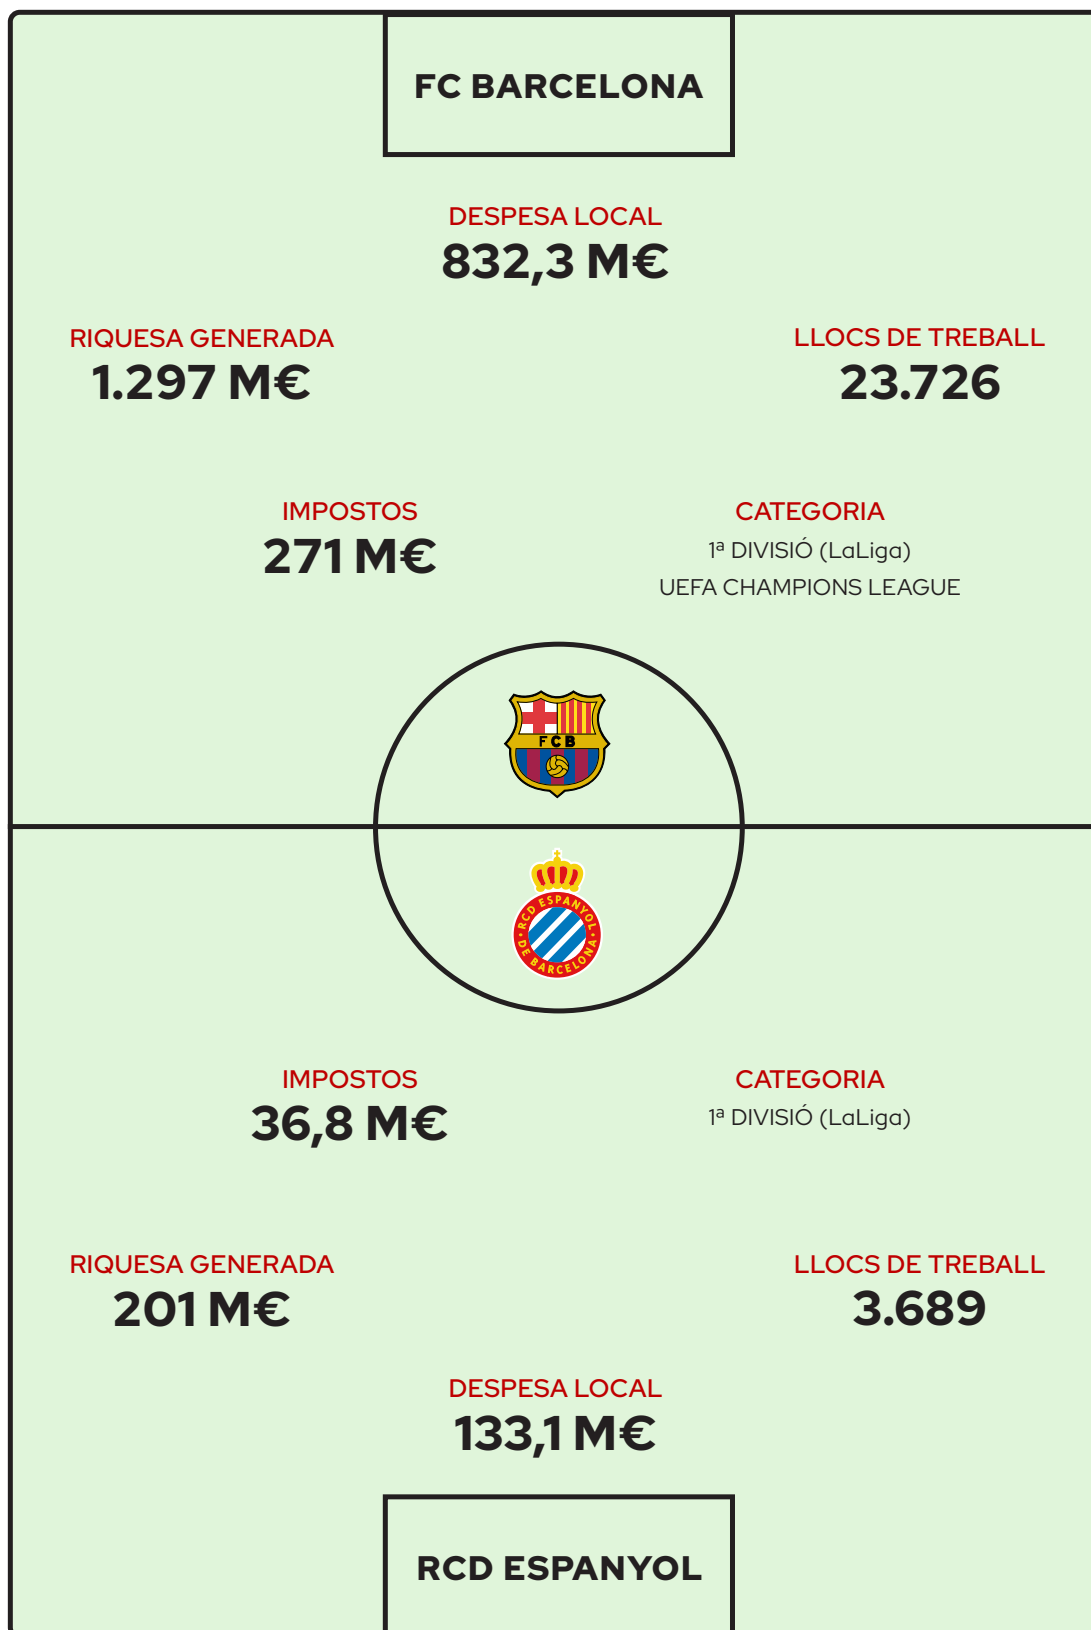 FC BARCELONA
DESPESA LOCAL
832,3 M€
RIQUESA GENERADA
1.297 M€
LLOCS DE TREBALL
23.726
IMPOSTOS
271 M€
CATEGORIA
1ª DIVISIÓ (LaLiga)
UEFA CHAMPIONS LEAGUE
FCB
RCD ESPANYOL
DE BARCELONA
IMPOSTOS
36,8 M€
CATEGORIA
1ª DIVISIÓ (LaLiga)
RIQUESA GENERADA
201 M€
LLOCS DE TREBALL
3.689
DESPESA LOCAL
133,1 M€
RCD ESPANYOL